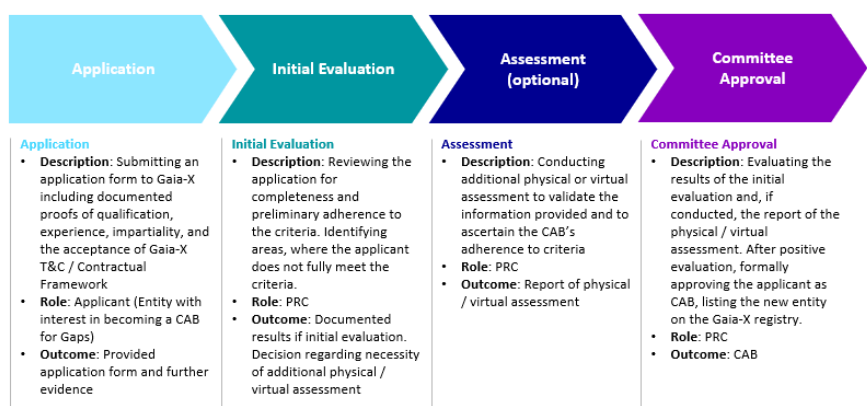 Application
Initial Evaluation
Assessment
(optional)
Committee
Approval
Application
• Description: Submitting an
application form to Gaia-X
including documented
proofs of qualification,
experience, impartiality, and
the acceptance of Gaia-X
T&C / Contractual
Framework
• Role: Applicant (Entity with
interest in becoming a CAB
for Gaps)
• Outcome: Provided
application form and further
evidence
Initial Evaluation
• Description: Reviewing the
application for
completeness and
preliminary adherence to
the criteria. Identifying
areas, where the applicant
does not fully meet the
criteria.
• Role: PRC
• Outcome: Documented
results if initial evaluation.
Decision regarding necessity
of additional physical /
virtual assessment
Assessment
• Description: Conducting
additional physical or virtual
assessment to validate the
information provided and to
ascertain the CAB's
adherence to criteria
• Role: PRC
• Outcome: Report of physical
/ virtual assessment
Committee Approval
• Description: Evaluating the
results of the initial
evaluation and, if
conducted, the report of the
physical / virtual
assessment. After positive
evaluation, formally
approving the applicant as
CAB, listing the new entity
on the Gaia-X registry.
• Role: PRC
• Outcome: CAB